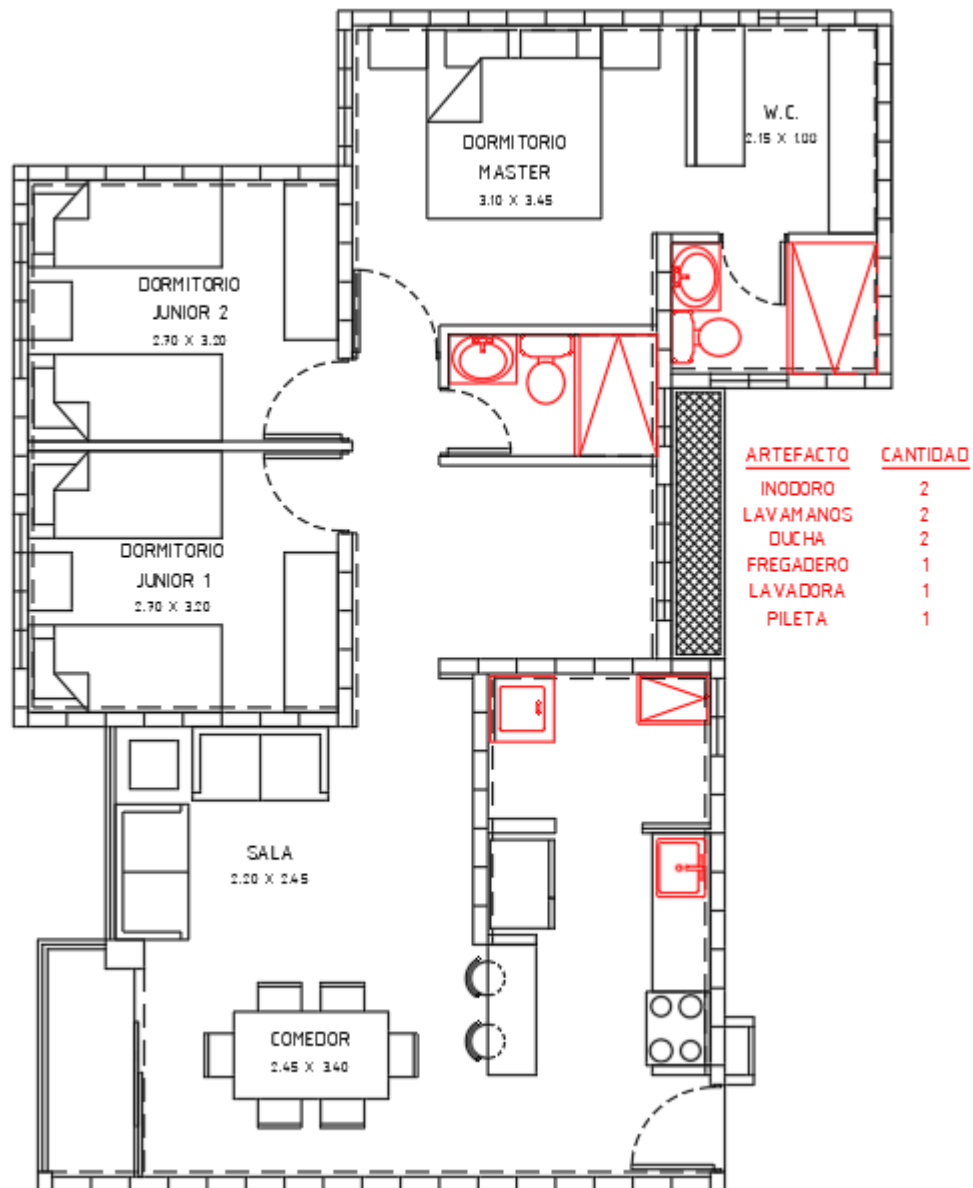 DORMITORIO
MASTER
3.10 X 3.45
W.C.
2.15 X 1.00
DORMITORIO
JUNIOR 2
2.70 X 3.20
ARTEFACTO CANTIDAD
INODORO 2
LAVAMANOS 2
DUCHA 2
FREGADERO 1
LAVADORA 1
PILETA 1
DORMITORIO
JUNIOR 1
2.70 X 3.20
SALA
2.20 X 2.45
COMEDOR
2.45 X 3.40